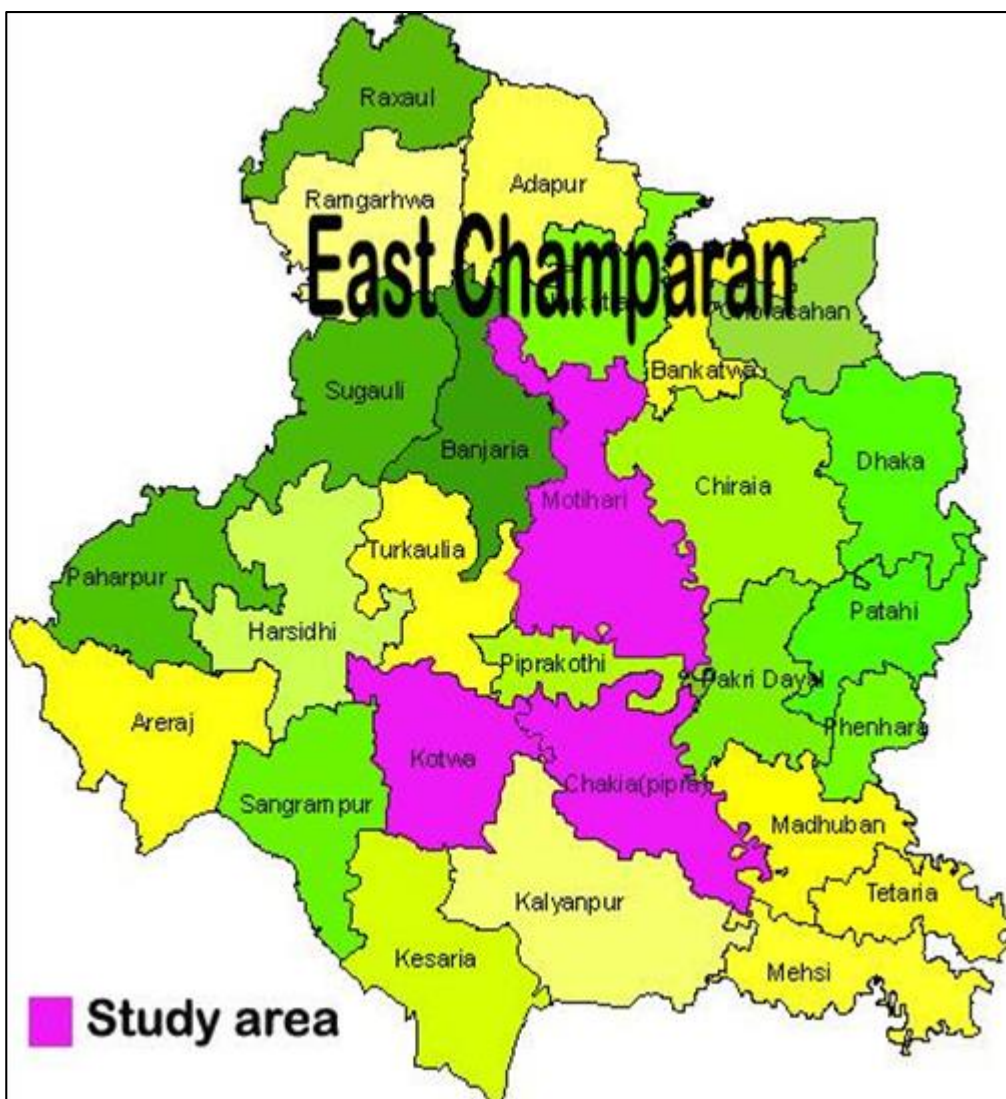 Raxaul
Adapur
Ramgarhwa
East Champaran
Bankatwa
Sugauli
Banjaria
Dhaka
Chiraia
Motihari
Turkaulia
Paharpur
Patahi
Harsidhi
Piprakothi
Pakri Dayal
Areraj
Phenhara
Kotwa
Chakia(pipra)
Sangrampur
Madhuban
Tetaria
Kalyanpur
Kesaria
Mehsi
Study area